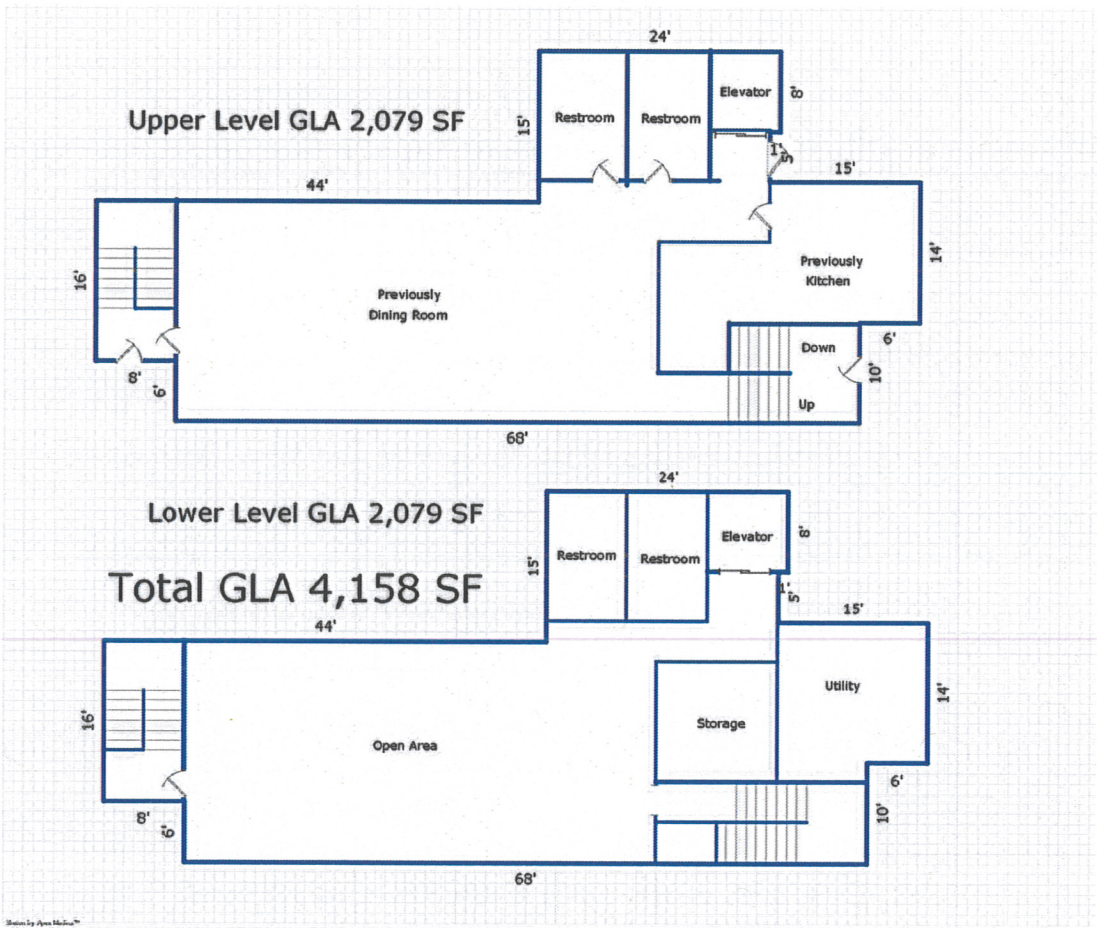 24'
Upper Level GLA 2,079 SF
15'
Restroom
Restroom
Elevator
8'
1'
5'
15'
44'
16'
Previously
Dining Room
Previously
Kitchen
14'
6'
Down
10'
Up
8'
6'
68'
24'
Lower Level GLA 2,079 SF
Total GLA 4,158 SF
15'
Restroom
Restroom
Elevator
8'
1'
5'
15'
44'
16'
Open Area
Storage
Utility
14'
6'
10'
8'
6'
68'